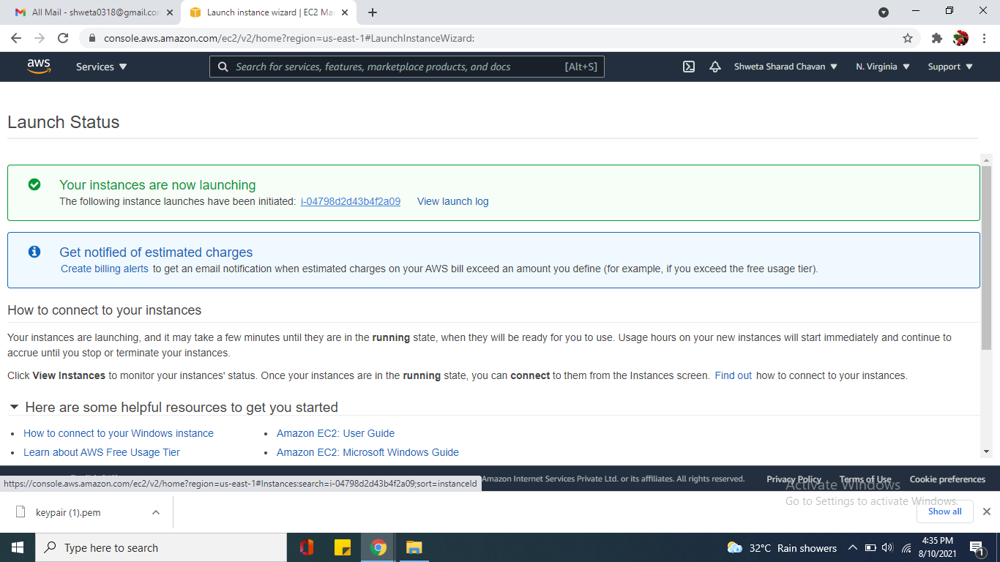 All Mail - shweta0318@gmail.co
Launch instance wizard | EC2 Ma
console.aws.amazon.com/ec2/v2/home?region=us-east-1#LaunchInstanceWizard:
aws
Services
Search for services, features, marketplace products, and docs [Alt+S]
Shweta Sharad Chavan
N. Virginia
Support
Launch Status
Your instances are now launching
The following instance launches have been initiated: i-04798d2d43b4f2a09 View launch log
Get notified of estimated charges
Create billing alerts to get an email notification when estimated charges on your AWS bill exceed an amount you define (for example, if you exceed the free usage tier).
How to connect to your instances
Your instances are launching, and it may take a few minutes until they are in the running state, when they will be ready for you to use. Usage hours on your new instances will start immediately and continue to
accrue until you stop or terminate your instances.
Click View Instances to monitor your instances' status. Once your instances are in the running state, you can connect to them from the Instances screen. Find out how to connect to your instances.
Here are some helpful resources to get you started
• How to connect to your Windows instance
• Amazon EC2: User Guide
• Learn about AWS Free Usage Tier
• Amazon EC2: Microsoft Windows Guide
https://console.aws.amazon.com/ec2/v2/home?region=us-east-1#Instances:search=i-04798d2d43b4f2a09;sort=instanceId
Amazon Internet Services Private Ltd. or its affiliates. All rights reserved.
Privacy Policy
Terms of Use
Cookie preferences
Activate Windows
Go to Settings to activate Windows.
keypair (1).pem
Show all
Type here to search
32°C Rain showers
4:35 PM
8/10/2021
1